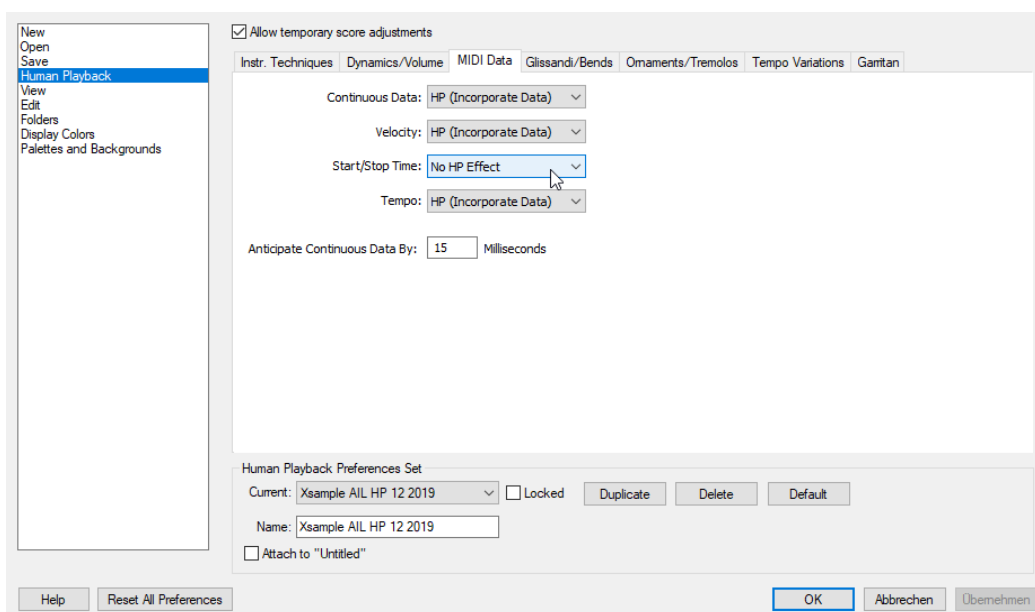 New
Open
Save
Human Playback
View
Edit
Folders
Display Colors
Palettes and Backgrounds
Allow temporary score adjustments
Instr. Techniques Dynamics/Volume MIDI Data Glissandi/Bends Ornaments/Tremolos Tempo Variations Garritan
Continuous Data: HP (Incorporate Data)
Velocity: HP (Incorporate Data)
Start/Stop Time: No HP Effect
Tempo: HP (Incorporate Data)
Anticipate Continuous Data By: 15 Milliseconds
Human Playback Preferences Set
Current: Xsample AIL HP 12 2019 Locked Duplicate Delete Default
Name: Xsample AIL HP 12 2019
Attach to "Untitled"
Help Reset All Preferences OK Abbrechen Übernehmen